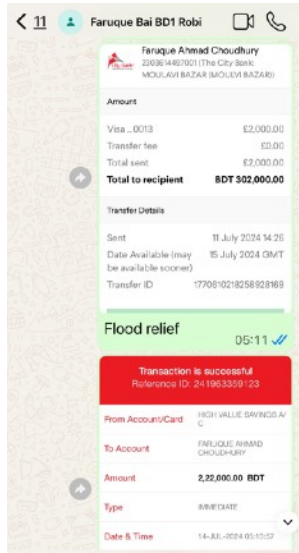 11
Faruque Bai BD1 Robi
Faruque Ahmad Choudhury
2303614497001 (The City Bank:
MOULAVI BAZAR (MOULVI BAZAR))
Amount
Visa ...0013 £2,000.00
Transfer fee £0.00
Total sent £2,000.00
Total to recipient BDT 302,000.00
Transfer Details
Sent 11 July 2024 14:26
Date Available (may 15 July 2024 GMT
be available sooner)
Transfer ID 1770610218258928169
Flood relief
05:11
Transaction is successful
Reference ID: 241963359123
From Account/Card HIGH VALUE SAVINGS A/
C
To Account FARUQUE AHMAD
CHOUDHURY
Amount 2,22,000.00 BDT
Type IMMEDIATE
Date & Time 14-JUL-2024 05:10:57